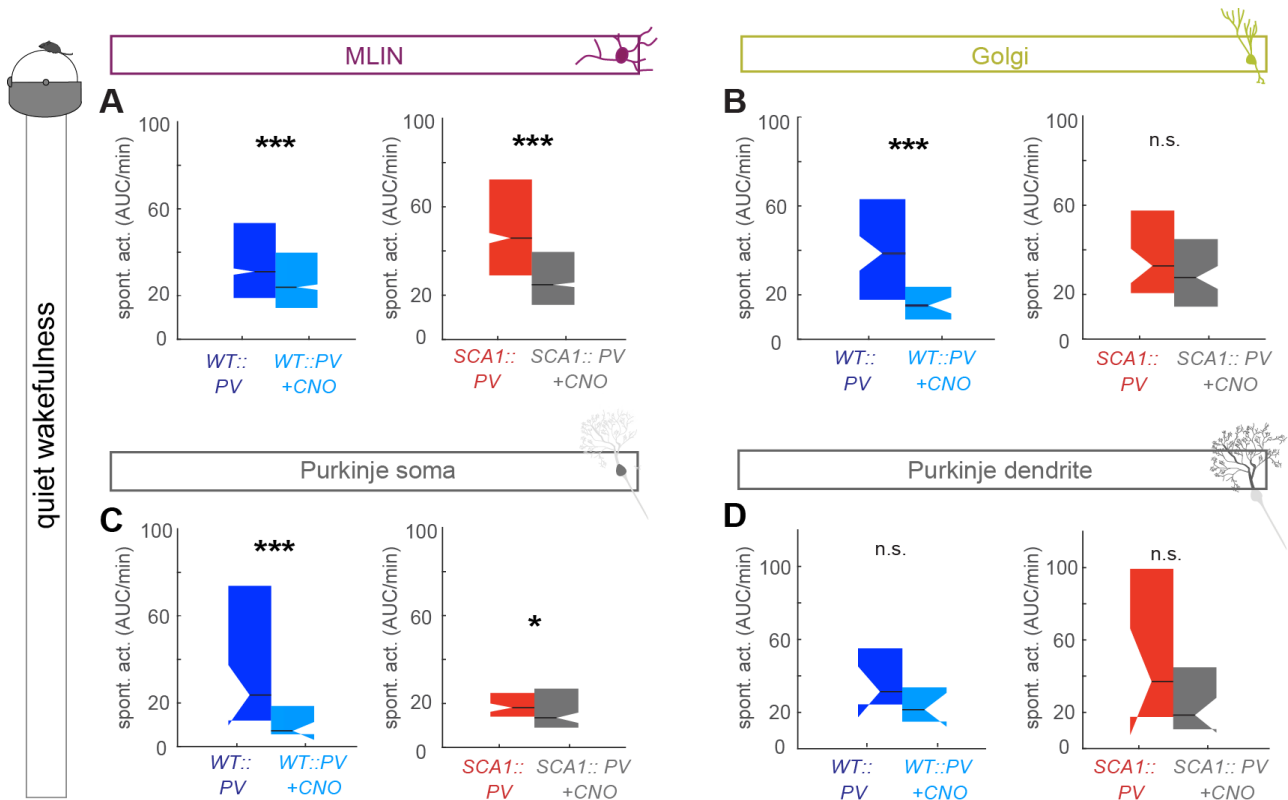 MLIN
Golgi
quiet wakefulness
A
spont. act. (AUC/min)
100
60
20
0
***
WT::
PV
WT::PV
+CNO
spont. act. (AUC/min)
100
60
20
0
***
SCA1::
PV
SCA1:: PV
+CNO
B
spont. act. (AUC/min)
100
60
20
0
***
WT::
PV
WT::PV
+CNO
spont. act. (AUC/min)
100
60
20
0
n.s.
SCA1::
PV
SCA1:: PV
+CNO
Purkinje soma
Purkinje dendrite
C
spont. act. (AUC/min)
100
60
20
0
***
WT::
PV
WT::PV
+CNO
spont. act. (AUC/min)
100
60
20
0
*
SCA1::
PV
SCA1:: PV
+CNO
D
spont. act. (AUC/min)
100
60
20
0
n.s.
WT::
PV
WT::PV
+CNO
spont. act. (AUC/min)
100
60
20
0
n.s.
SCA1::
PV
SCA1:: PV
+CNO